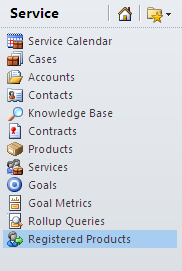 Service
Service Calendar
Cases
Accounts
Contacts
Knowledge Base
Contracts
Products
Services
Goals
Goal Metrics
Rollup Queries
Registered Products